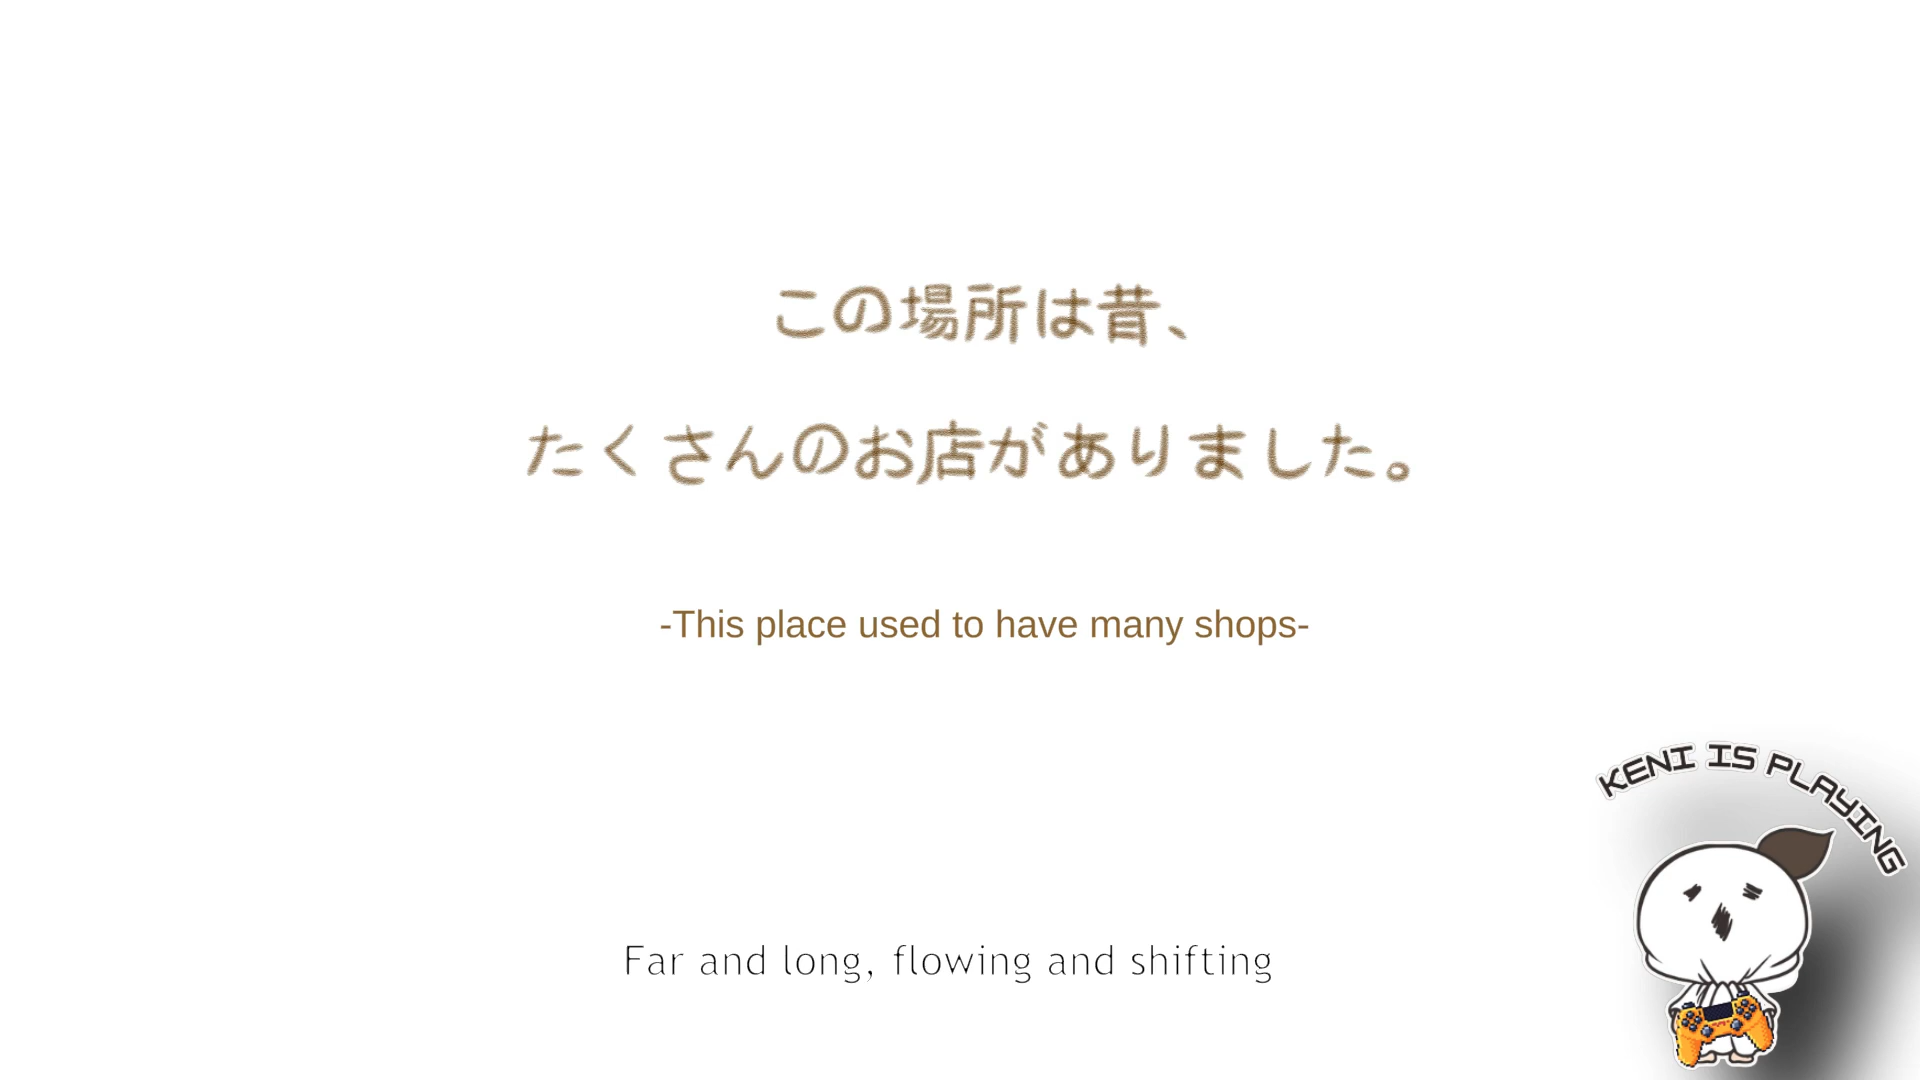 この場所は昔、
たくさんのお店がありました。
-This place used to have many shops-
KENI IS PLAYING
Far and long, flowing and shifting